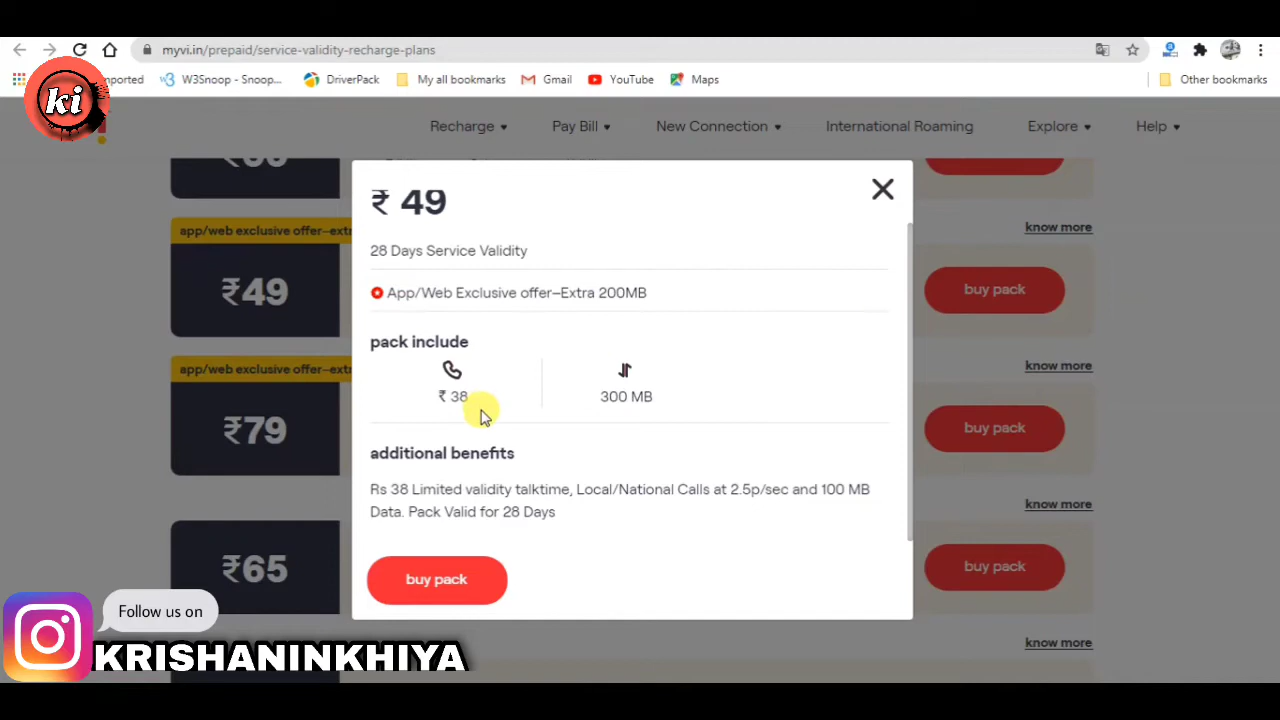 myvi.in/prepaid/service-validity-recharge-plans
ported
W3Snoop - Snoop...
DriverPack
My all bookmarks
Gmail
YouTube
Maps
Other bookmarks
ki
Recharge
Pay Bill
New Connection
International Roaming
Explore
Help
know more
app/web exclusive offer–ext
₹49
buy pack
know more
app/web exclusive offer–ext
₹79
buy pack
know more
₹65
buy pack
know more
₹ 49
28 Days Service Validity
App/Web Exclusive offer–Extra 200MB
pack include
₹ 38
300 MB
additional benefits
Rs 38 Limited validity talktime, Local/National Calls at 2.5p/sec and 100 MB
Data. Pack Valid for 28 Days
buy pack
Follow us on
KRISHANINKHIYA